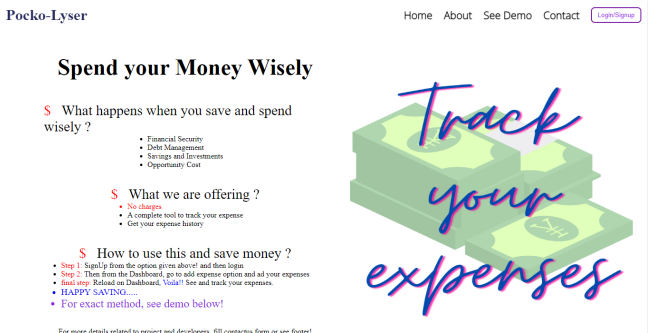 Pocko-Lyser
Home About See Demo Contact Login/Signup
Spend your Money Wisely
$ What happens when you save and spend
wisely ?
Financial Security
Debt Management
Savings and Investments
Opportunity Cost
$ What we are offering ?
No charges
A complete tool to track your expense
Get your expense history
$ How to use this and save money ?
Step 1: SignUp from the option given above! and then login
Step 2: Then from the Dashboard, go to add expense option and ad your expenses
final step: Reload on Dashboard, Voila!! See and track your expenses.
HAPPY SAVING.....
For exact method, see demo below!
For more details related to project and developers, fill contactus form or see footer!
Track
your
expenses